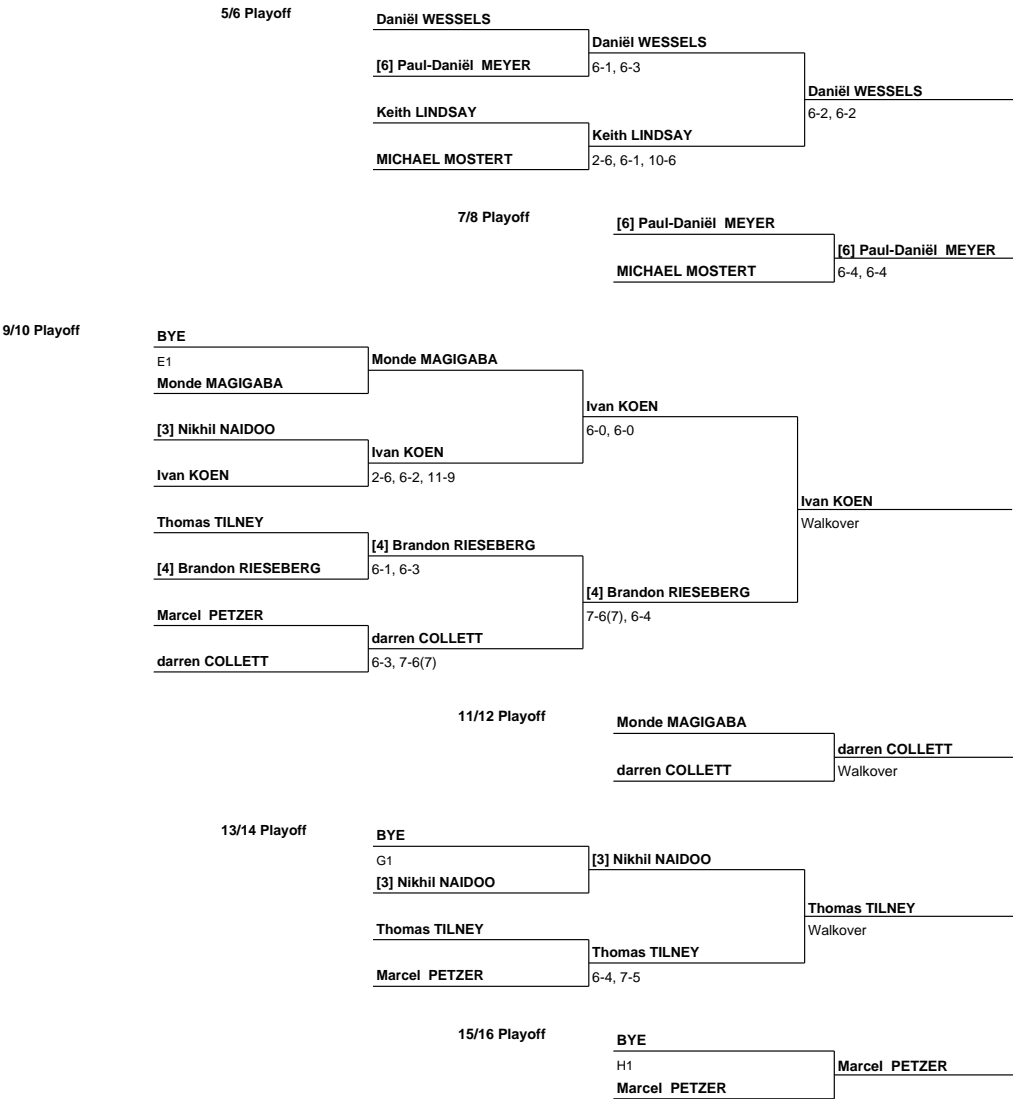 5/6 Playoff
Daniël WESSELS
Daniël WESSELS
[6] Paul-Daniël  MEYER
6-1, 6-3
Daniël WESSELS
6-2, 6-2
Keith LINDSAY
Keith LINDSAY
MICHAEL MOSTERT
2-6, 6-1, 10-6
7/8 Playoff
[6] Paul-Daniël  MEYER
[6] Paul-Daniël  MEYER
MICHAEL MOSTERT
6-4, 6-4
9/10 Playoff
BYE
E1
Monde MAGIGABA
Monde MAGIGABA
Ivan KOEN
6-0, 6-0
[3] Nikhil NAIDOO
Ivan KOEN
Ivan KOEN
2-6, 6-2, 11-9
Ivan KOEN
Walkover
Thomas TILNEY
[4] Brandon RIESEBERG
[4] Brandon RIESEBERG
6-1, 6-3
[4] Brandon RIESEBERG
7-6(7), 6-4
Marcel  PETZER
darren COLLETT
darren COLLETT
6-3, 7-6(7)
11/12 Playoff
Monde MAGIGABA
darren COLLETT
darren COLLETT
Walkover
13/14 Playoff
BYE
G1
[3] Nikhil NAIDOO
[3] Nikhil NAIDOO
Thomas TILNEY
Walkover
Thomas TILNEY
Thomas TILNEY
Marcel  PETZER
6-4, 7-5
15/16 Playoff
BYE
H1
Marcel  PETZER
Marcel  PETZER